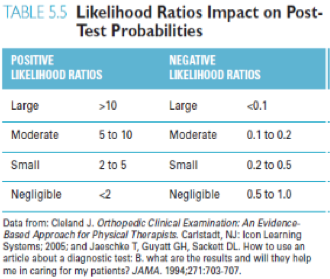 TABLE 5.5 Likelihood Ratios Impact on Post-
Test Probabilities
POSITIVE LIKELIHOOD RATIOS NEGATIVE LIKELIHOOD RATIOS
Large >10 Large <0.1
Moderate 5 to 10 Moderate 0.1 to 0.2
Small 2 to 5 Small 0.2 to 0.5
Negligible <2 Negligible 0.5 to 1.0
Data from: Cleland J. Orthopedic Clinical Examination: An Evidence-
Based Approach for Physical Therapists. Carlstadt, NJ: Icon Learning
Systems; 2005; and Jaeschke T, Guyatt GH, Sackett DL. How to use an
article about a diagnostic test: B. what are the results and will they help
me in caring for my patients? JAMA. 1994;271:703-707.